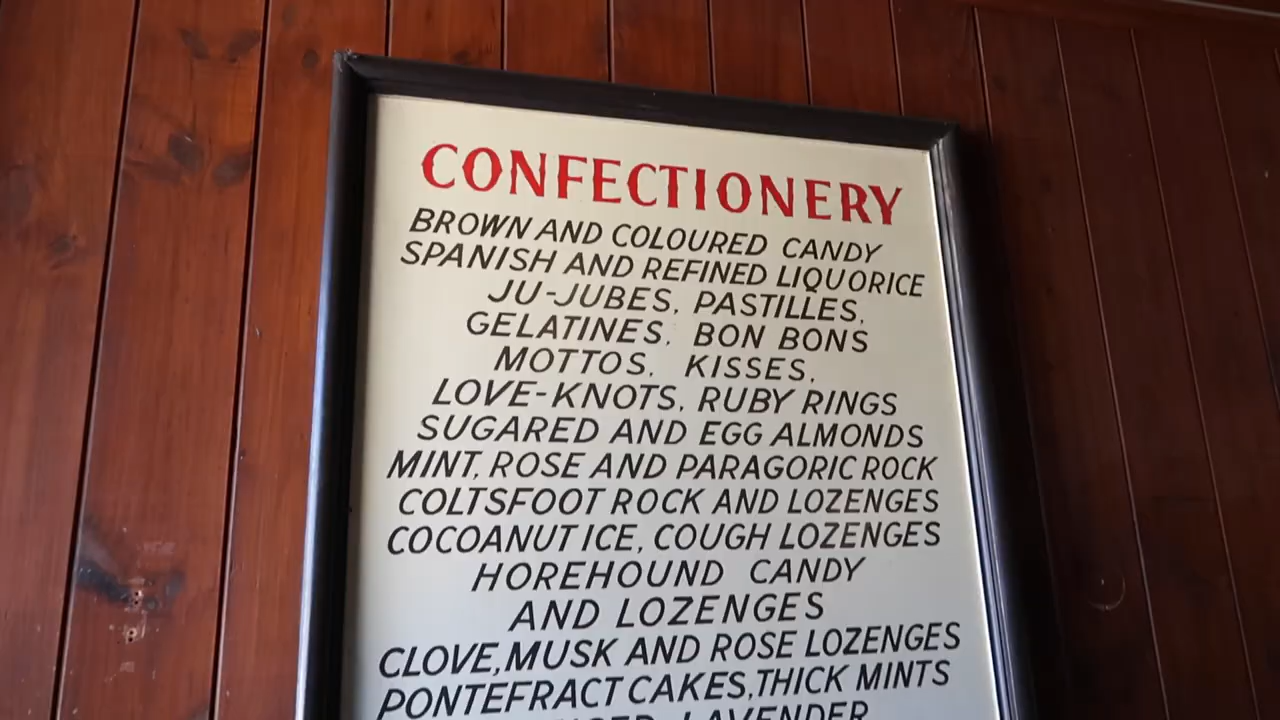 CONFECTIONERY
BROWN AND COLOURED CANDY
SPANISH AND REFINED LIQUORICE
JU-JUBES, PASTILLES,
GELATINES, BON BONS
MOTTOS, KISSES,
LOVE-KNOTS, RUBY RINGS
SUGARED AND EGG ALMONDS
MINT, ROSE AND PARAGORIC ROCK
COLTSFOOT ROCK AND LOZENGES
COCOANUT ICE, COUGH LOZENGES
HOREHOUND CANDY
AND LOZENGES
CLOVE, MUSK AND ROSE LOZENGES
PONTEFRACT CAKES, THICK MINTS
LAVENDER